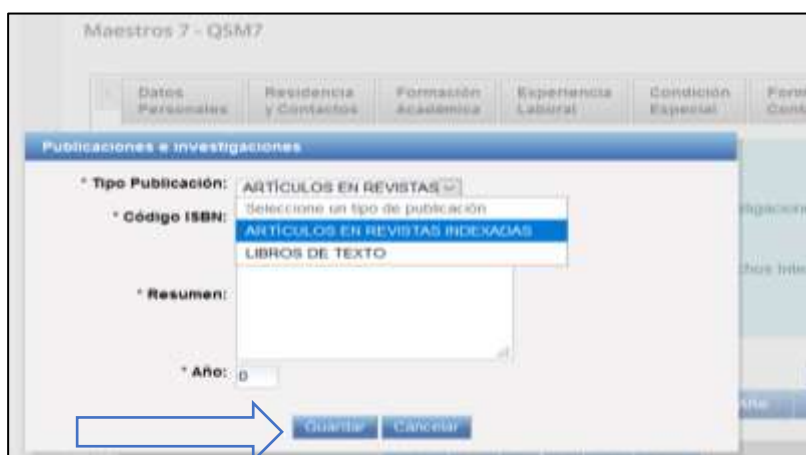 Maestros 7 - QSM7
Datos Personales
Residencia y Contactos
Formación Académica
Experiencia Laboral
Condición Especial
Publicaciones e investigaciones
* Tipo Publicación: ARTÍCULOS EN REVISTAS
Seleccione un tipo de publicación
* Código ISBN:
ARTÍCULOS EN REVISTAS INDEXADAS
LIBROS DE TEXTO
* Resumen:
* Año: 0
Guardar Cancelar